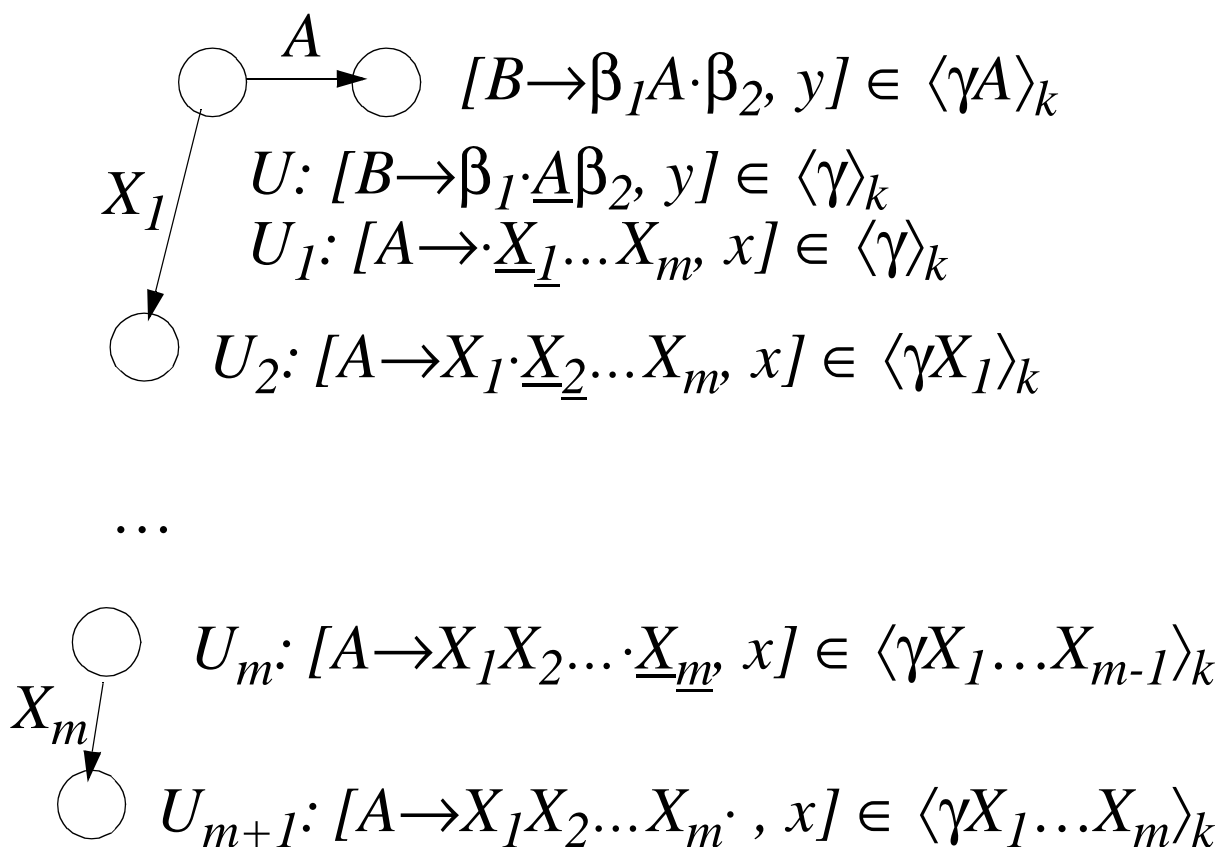 A
[B→β₁A·β₂, y] ∈ ⟨γA⟩ₖ
X₁
U: [B→β₁·Aβ₂, y] ∈ ⟨γ⟩ₖ
U₁: [A→·X₁...Xₘ, x] ∈ ⟨γ⟩ₖ
U₂: [A→X₁·X₂...Xₘ, x] ∈ ⟨γX₁⟩ₖ
...
Uₘ: [A→X₁X₂...·Xₘ, x] ∈ ⟨γX₁...Xₘ₋₁⟩ₖ
Xₘ
Uₘ₊₁: [A→X₁X₂...Xₘ· , x] ∈ ⟨γX₁...Xₘ⟩ₖ